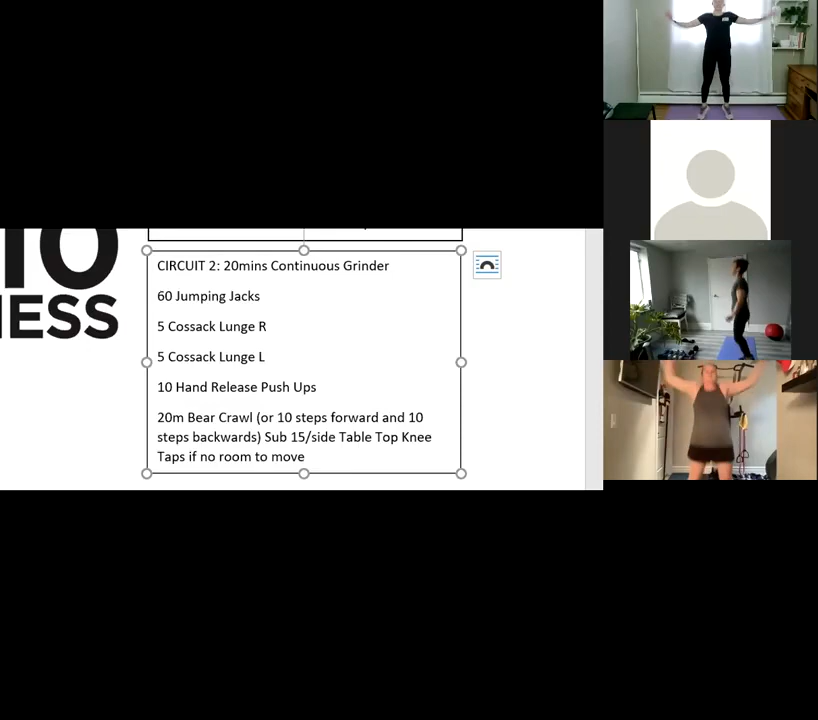 IO
NESS
CIRCUIT 2: 20mins Continuous Grinder
60 Jumping Jacks
5 Cossack Lunge R
5 Cossack Lunge L
10 Hand Release Push Ups
20m Bear Crawl (or 10 steps forward and 10
steps backwards) Sub 15/side Table Top Knee
Taps if no room to move